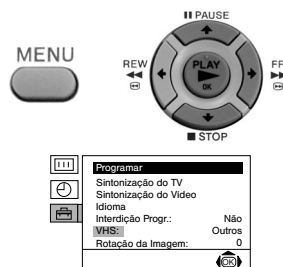 PAUSE
MENU
REW
PLAY
OK
FF
STOP
Programar
Sintonização do TV
Sintonização do Vídeo
Idioma
Interdição Progr.: Não
VHS: Outros
Rotação da Imagem: 0
OK